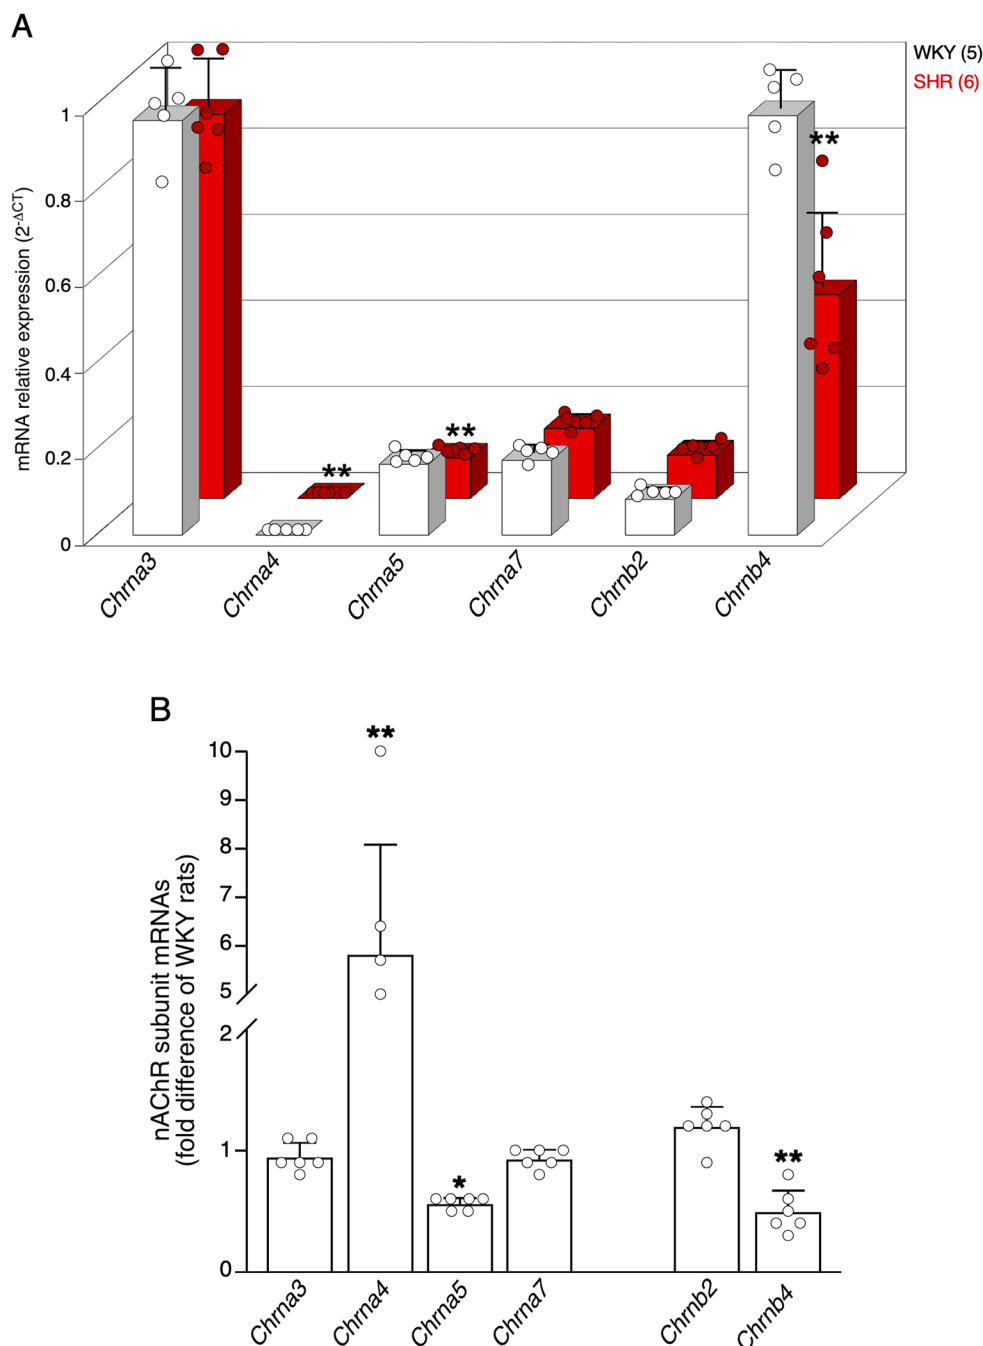 A
WKY (5)
SHR (6)
mRNA relative expression (2-ΔCT)
1
0.8
0.6
0.4
0.2
0
**
**
**
Chrna3
Chrna4
Chrna5
Chrna7
Chrnb2
Chrnb4
B
nAChR subunit mRNAs
(fold difference of WKY rats)
10
9
8
7
6
5
2
1
0
**
*
**
Chrna3
Chrna4
Chrna5
Chrna7
Chrnb2
Chrnb4